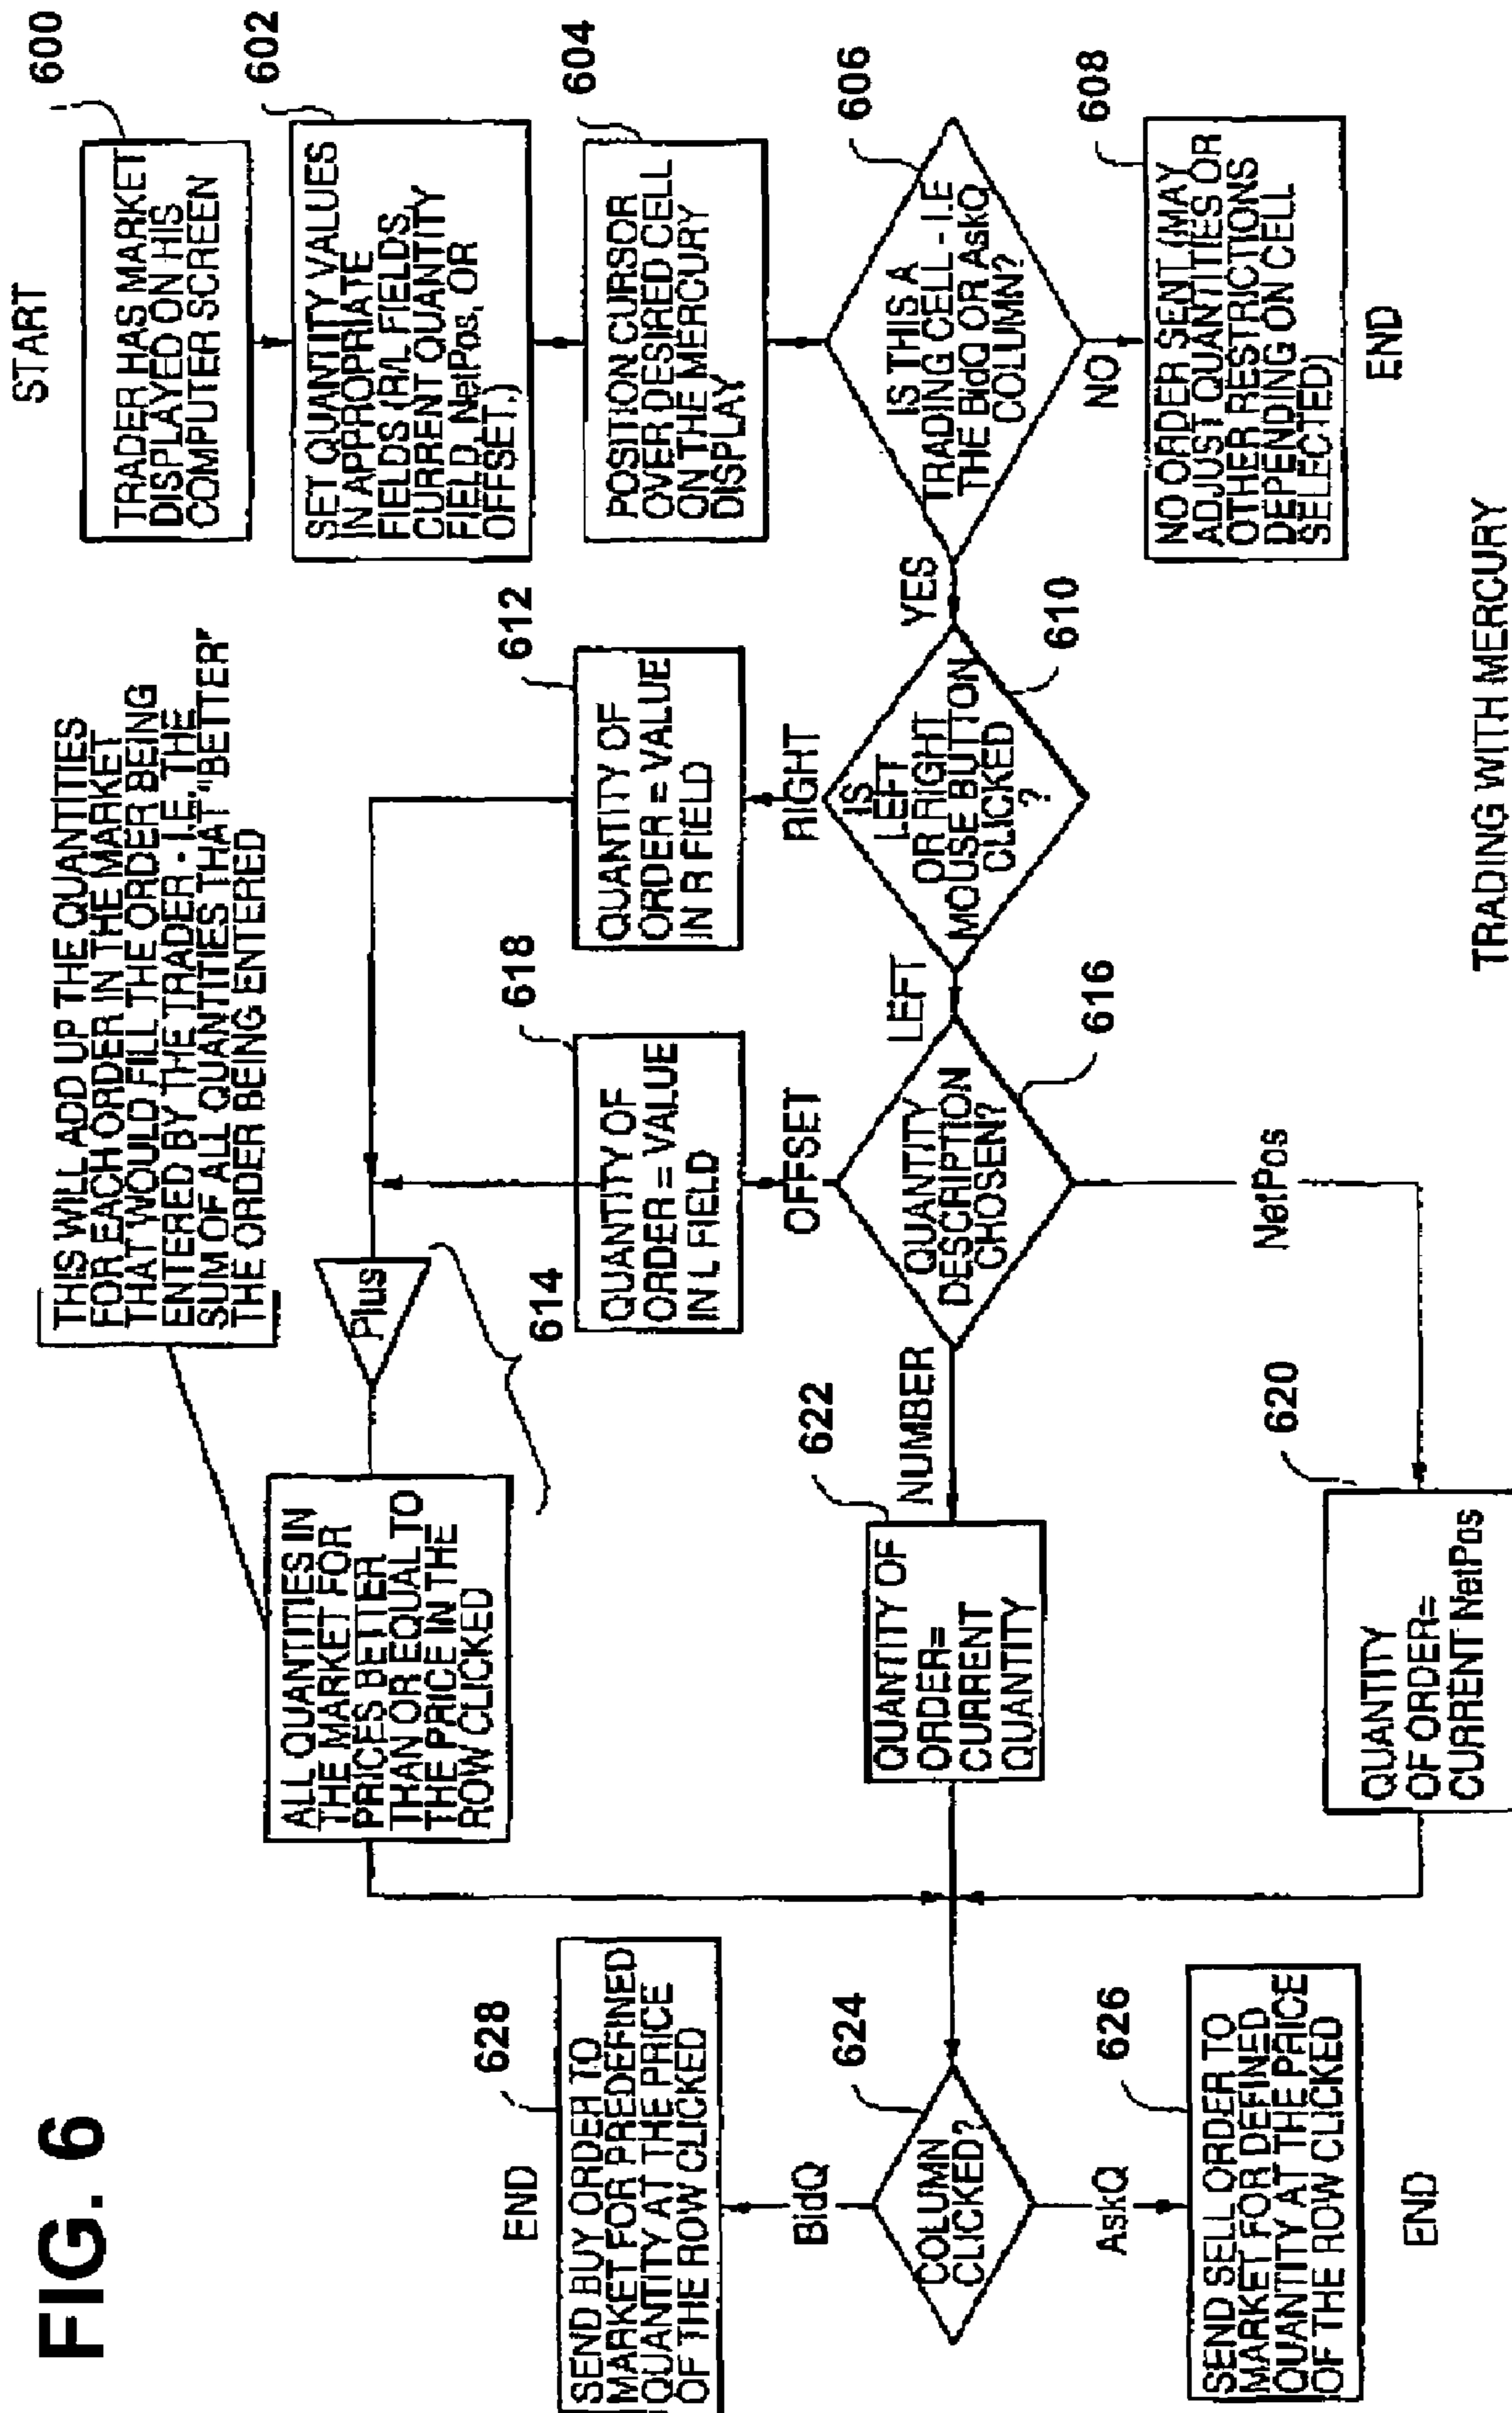 FIG. 6
START
600
TRADER HAS MARKET
DISPLAYED ON HIS
COMPUTER SCREEN
602
SET QUANTITY VALUES
IN APPROPRIATE
FIELDS (R/L FIELDS,
CURRENT QUANTITY
FIELD, NetPos, OR
OFFSET,)
604
POSITION CURSOR
OVER DESIRED CELL
ON THE MERCURY
DISPLAY
606
IS THIS A
TRADING CELL - I.E
THE BidQ OR AskQ
COLUMN?
NO
608
NO ORDER SENT (MAY
ADJUST QUANTITIES OR
OTHER RESTRICTIONS
DEPENDING ON CELL
SELECTED)
END
YES
610
IS
LEFT
OR RIGHT
MOUSE BUTTON
CLICKED
?
RIGHT
612
QUANTITY OF
ORDER = VALUE
IN R FIELD
LEFT
616
QUANTITY
DESCRIPTION
CHOSEN?
OFFSET
618
QUANTITY OF
ORDER = VALUE
IN L FIELD
Plus
614
THIS WILL ADD UP THE QUANTITIES
FOR EACH ORDER IN THE MARKET
THAT WOULD FILL THE ORDER BEING
ENTERED BY THE TRADER - I.E. THE
SUM OF ALL QUANTITIES THAT "BETTER"
THE ORDER BEING ENTERED
ALL QUANTITIES IN
THE MARKET FOR
PRICES BETTER
THAN OR EQUAL TO
THE PRICE IN THE
ROW CLICKED
NUMBER
622
QUANTITY OF
ORDER=
CURRENT
QUANTITY
NetPos
620
QUANTITY
OF ORDER=
CURRENT NetPos
624
COLUMN
CLICKED?
BidQ
628
SEND BUY ORDER TO
MARKET FOR PREDEFINED
QUANTITY AT THE PRICE
OF THE ROW CLICKED
END
AskQ
626
SEND SELL ORDER TO
MARKET FOR DEFINED
QUANTITY AT THE PRICE
OF THE ROW CLICKED
END
TRADING WITH MERCURY